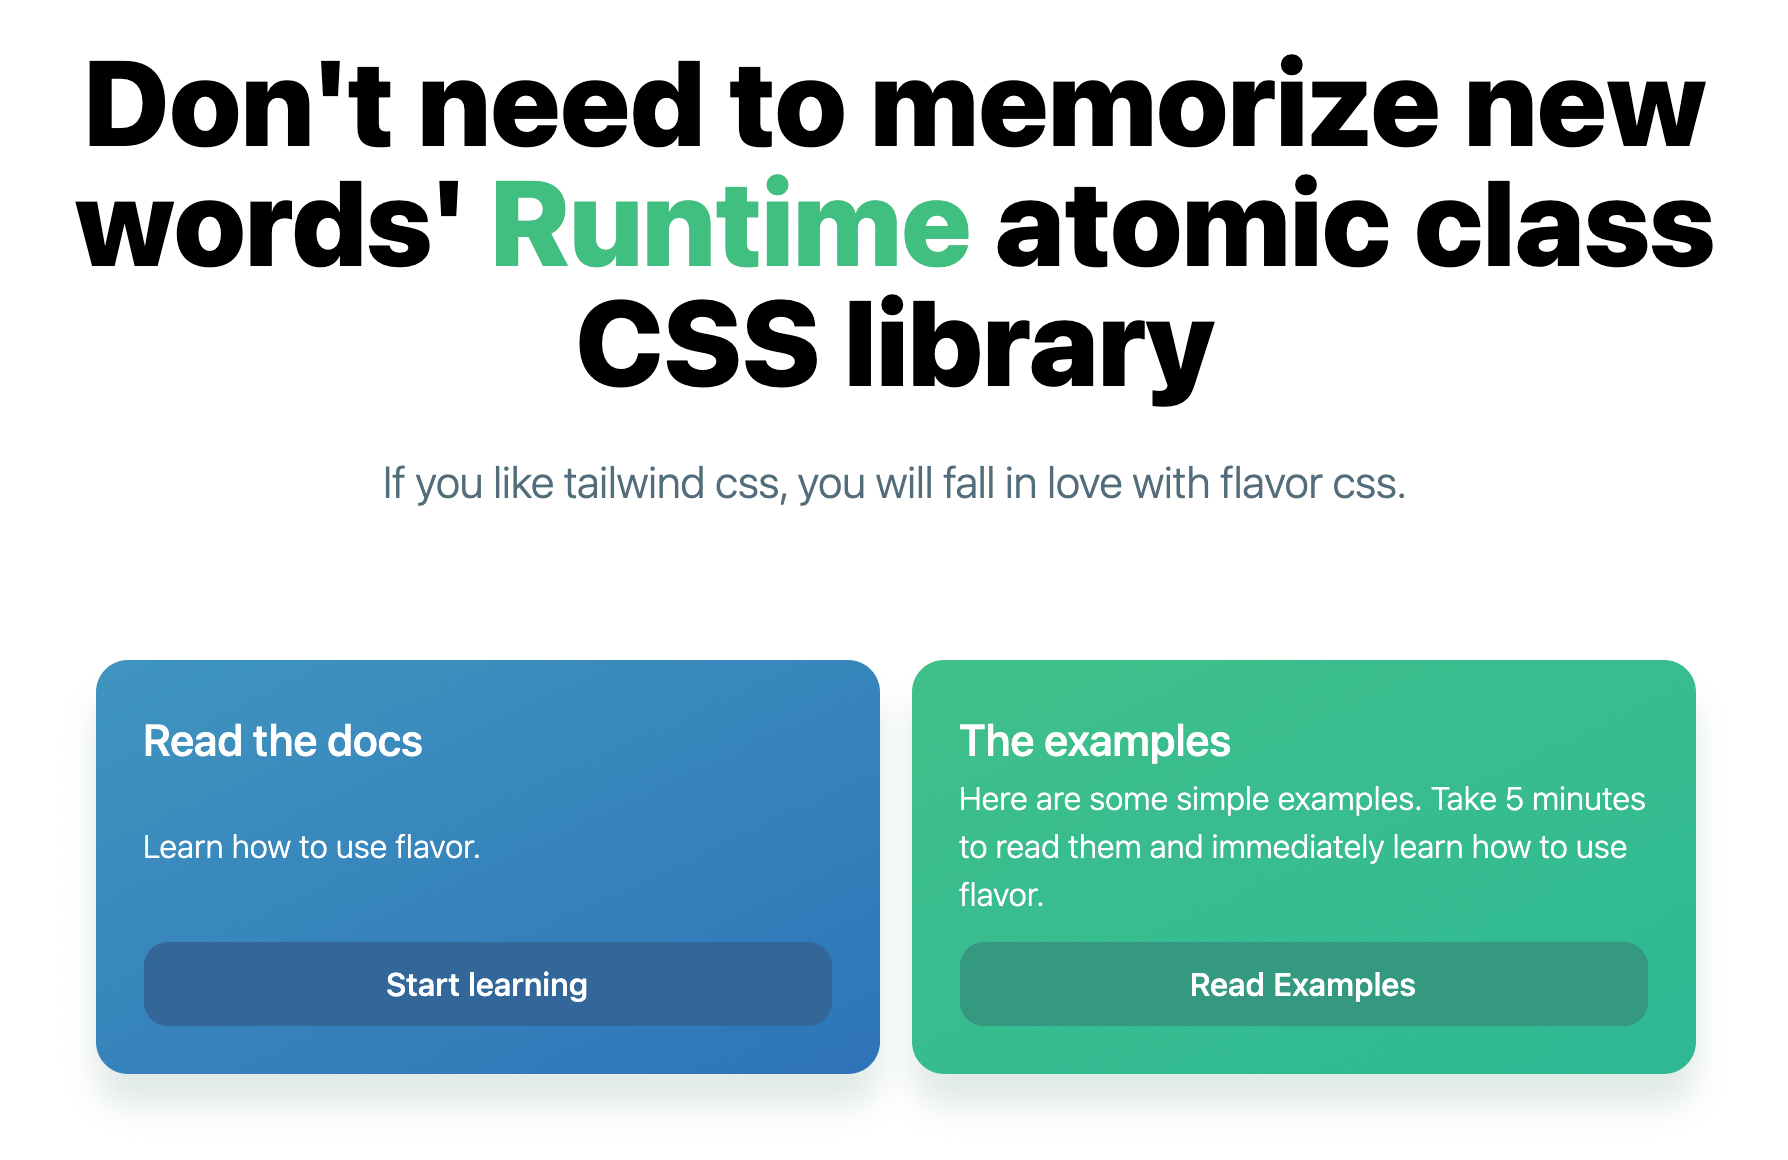 Don't need to memorize new
words' Runtime atomic class
CSS library
If you like tailwind css, you will fall in love with flavor css.
Read the docs
Learn how to use flavor.
Start learning
The examples
Here are some simple examples. Take 5 minutes
to read them and immediately learn how to use
flavor.
Read Examples